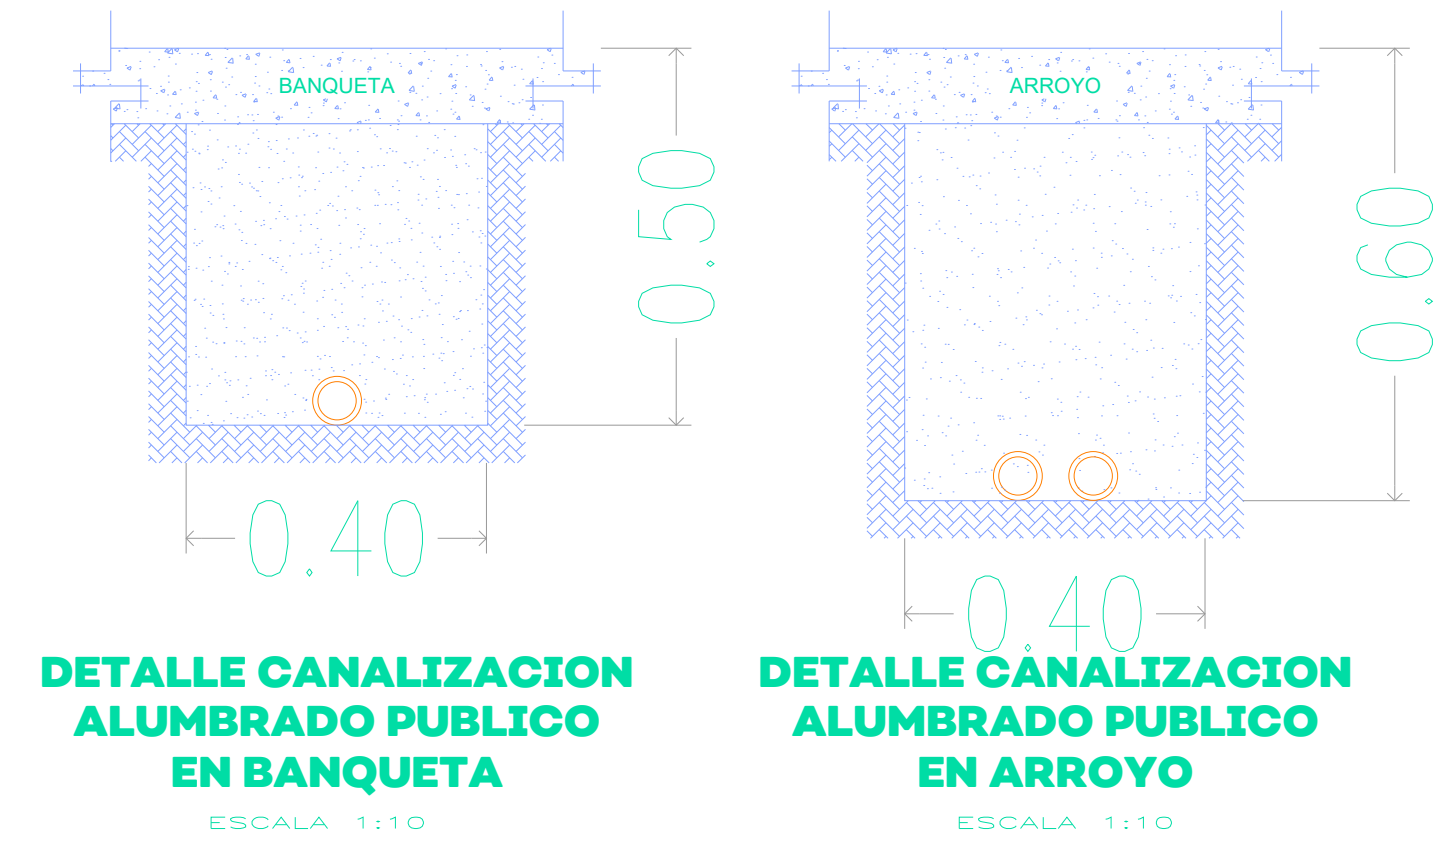 BANQUETA
0.50
0.40
DETALLE CANALIZACION
ALUMBRADO PUBLICO
EN BANQUETA
ESCALA 1:10
ARROYO
0.60
0.40
DETALLE CANALIZACION
ALUMBRADO PUBLICO
EN ARROYO
ESCALA 1:10